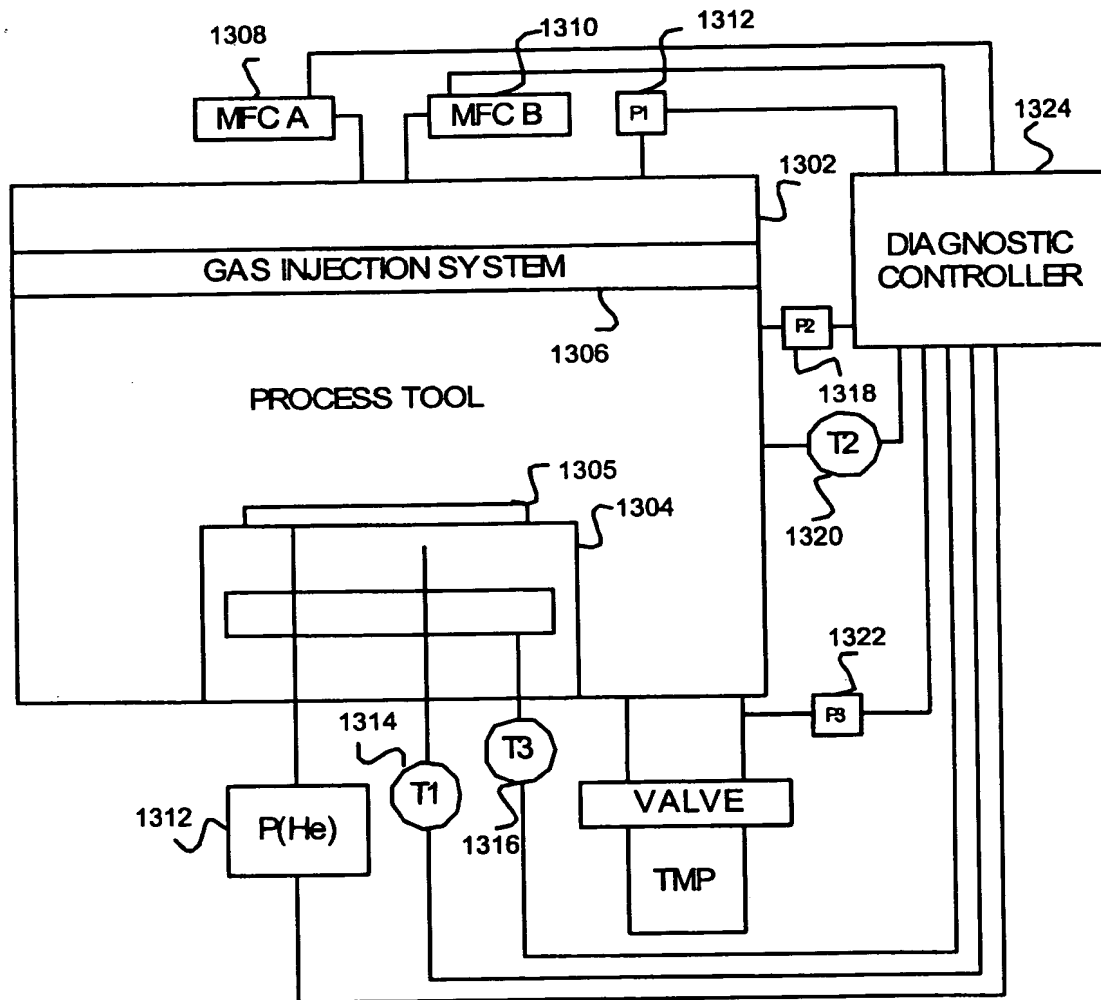 1308
1310
1312
MFC A
MFC B
P1
1324
1302
DIAGNOSTIC
CONTROLLER
GAS INJECTION SYSTEM
P2
1306
1318
PROCESS TOOL
T2
1305
1304
1320
1322
P3
1314
T3
T1
VALVE
1312
P(He)
1316
TMP